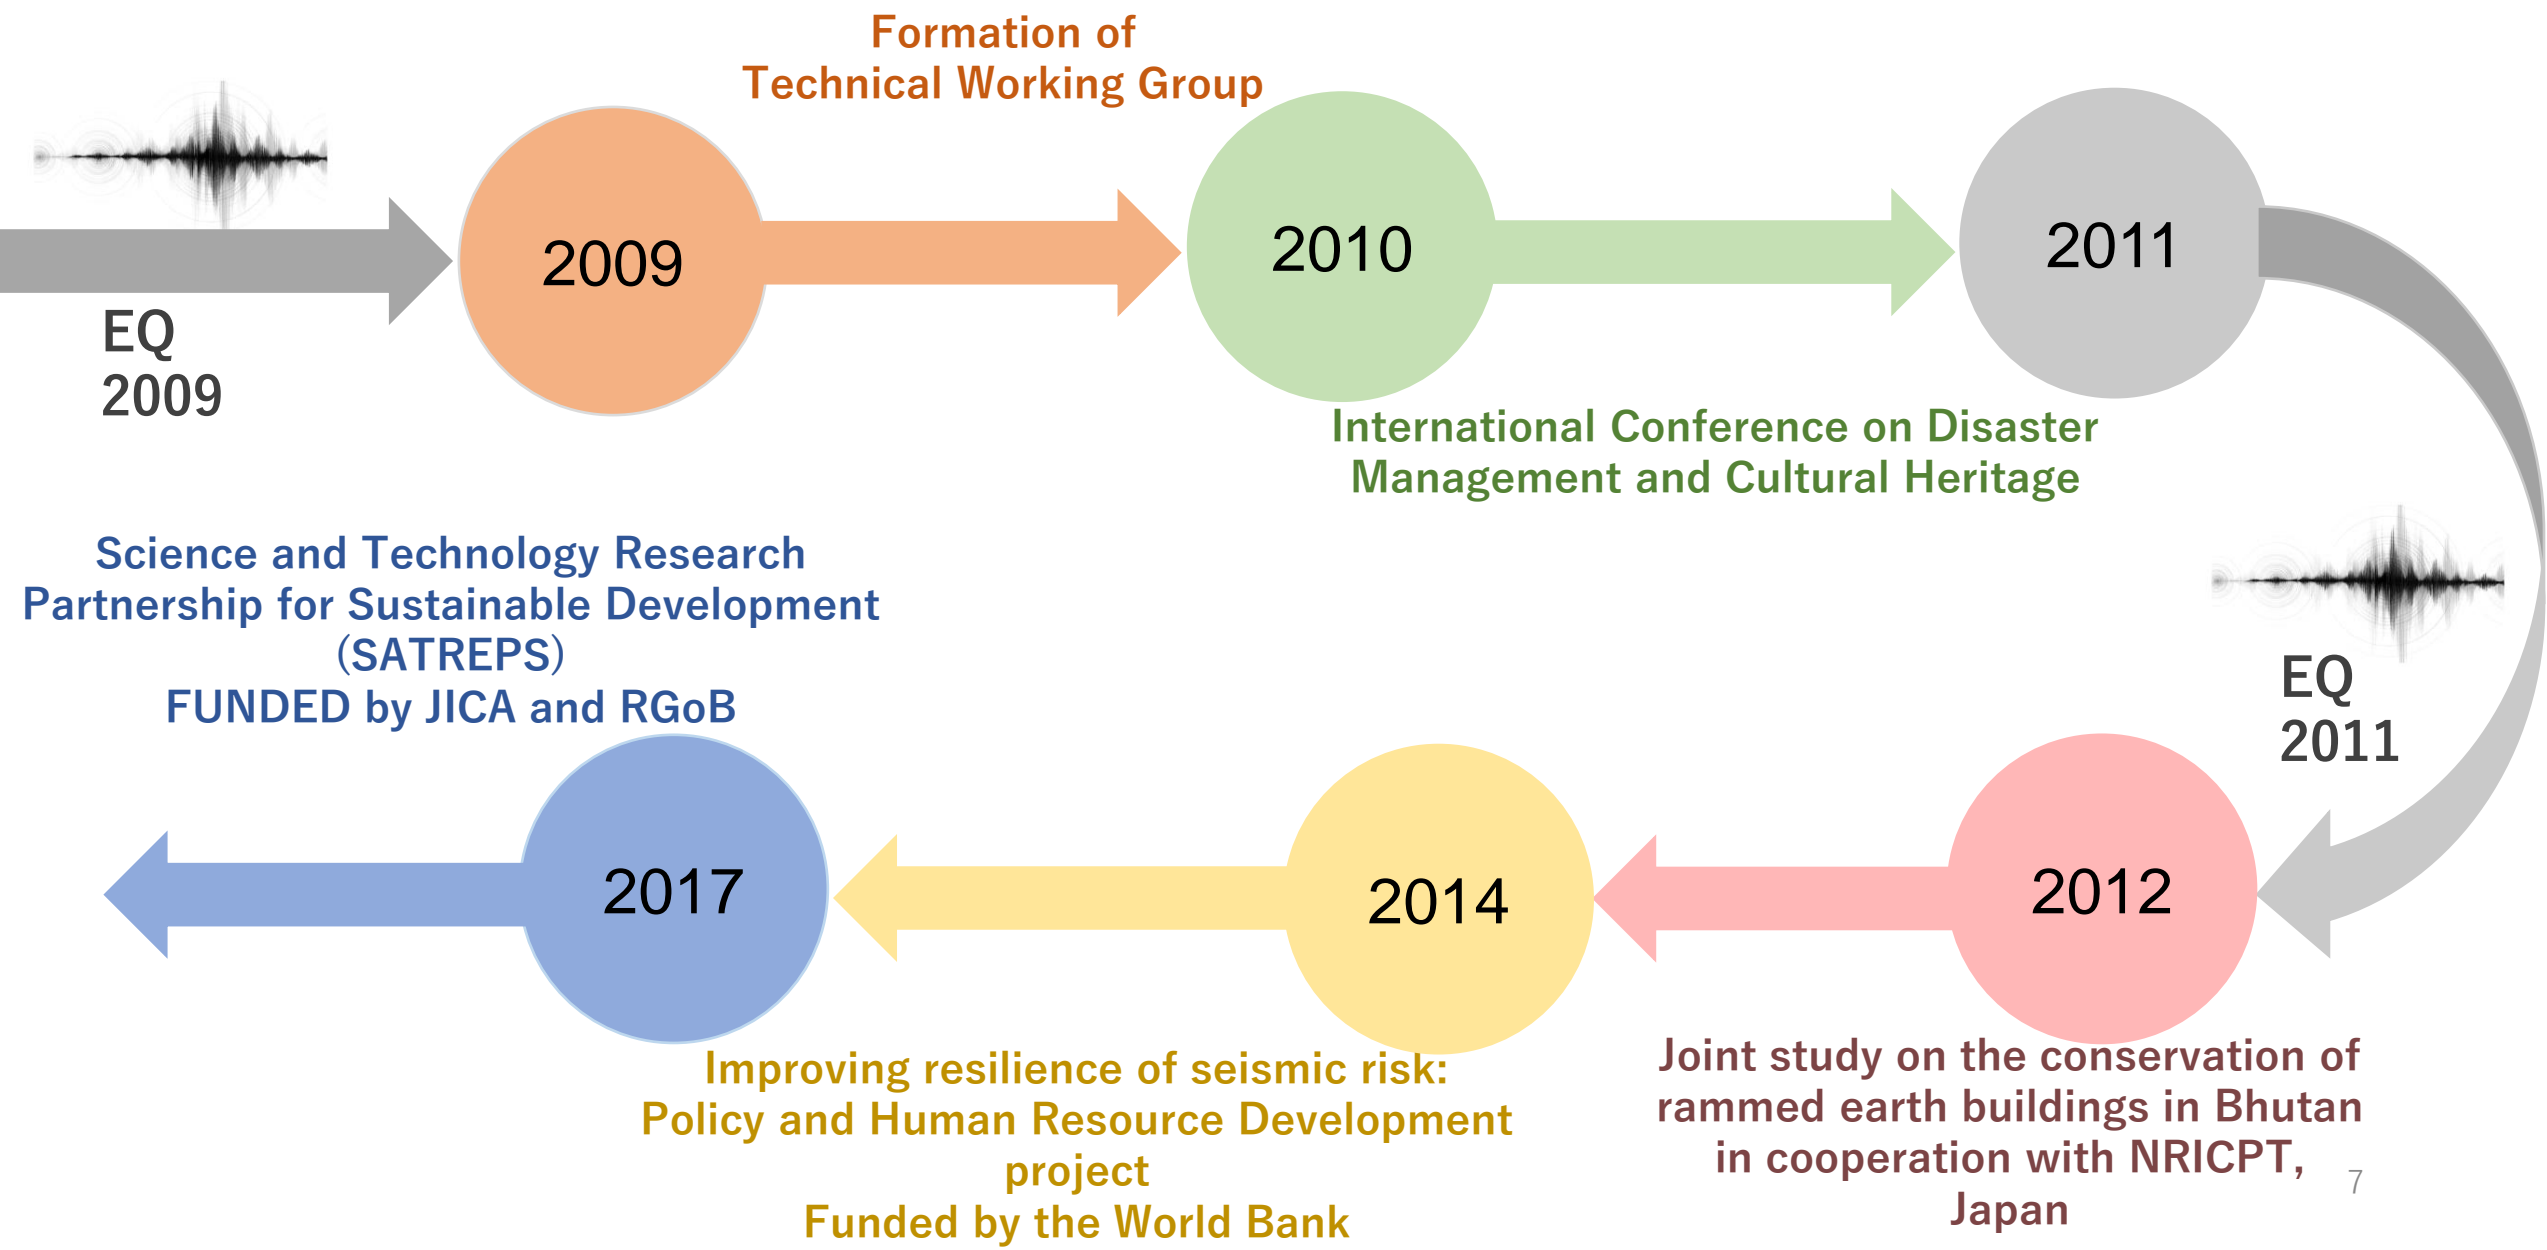 Formation of
Technical Working Group
EQ
2009
2009
2010
2011
International Conference on Disaster
Management and Cultural Heritage
EQ
2011
2012
Joint study on the conservation of
rammed earth buildings in Bhutan
in cooperation with NRICPT,
Japan
2014
Improving resilience of seismic risk:
Policy and Human Resource Development
project
Funded by the World Bank
Science and Technology Research
Partnership for Sustainable Development
(SATREPS)
FUNDED by JICA and RGoB
2017
7